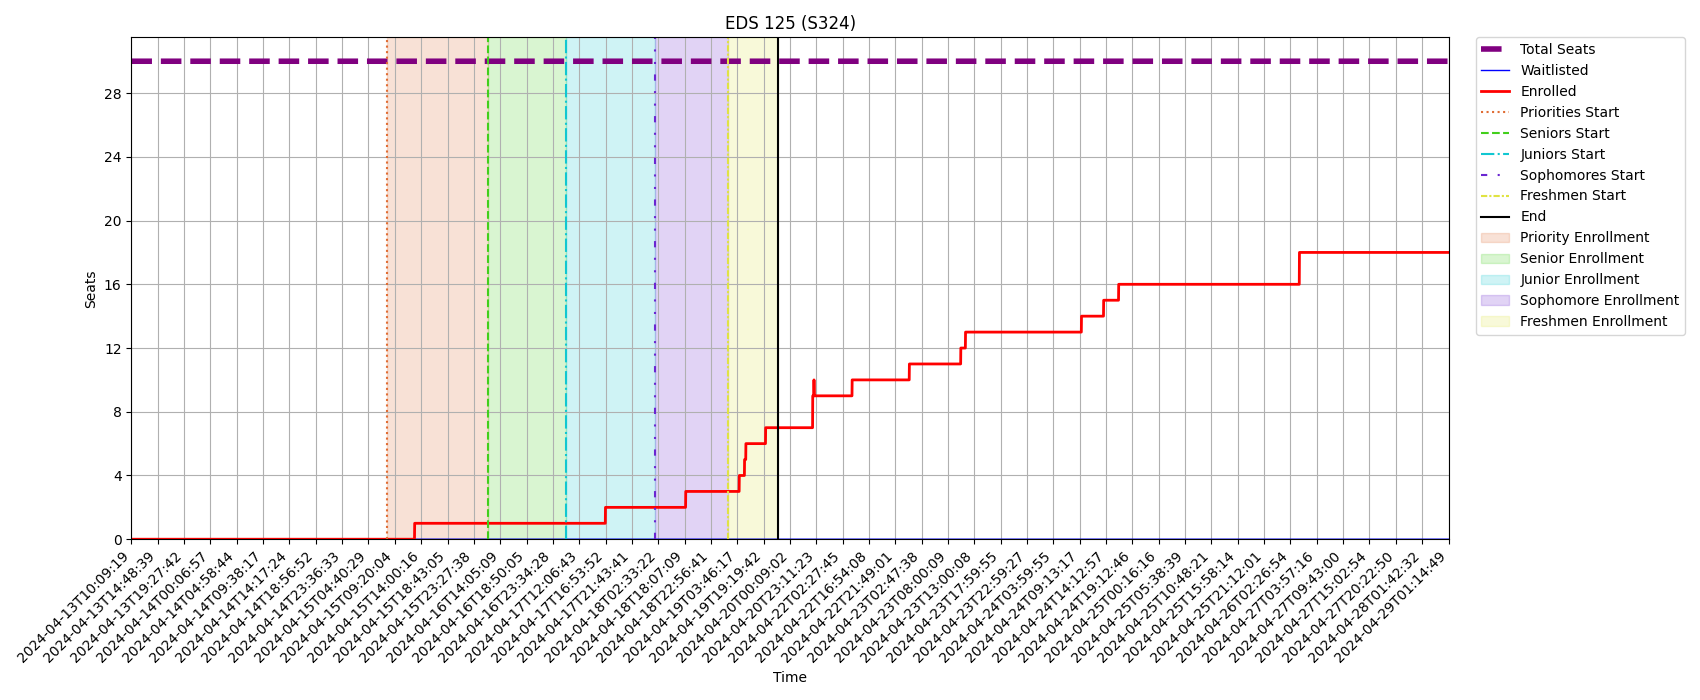 EDS 125 (S324)
Seats
28
24
20
16
12
8
4
0
2024-04-13T10:09:19
2024-04-13T14:48:39
2024-04-13T19:27:42
2024-04-14T00:06:57
2024-04-14T04:58:44
2024-04-14T09:38:17
2024-04-14T14:17:24
2024-04-14T18:56:52
2024-04-14T23:36:33
2024-04-15T04:40:29
2024-04-15T09:20:04
2024-04-15T14:00:16
2024-04-15T18:43:05
2024-04-15T23:27:38
2024-04-16T14:05:09
2024-04-16T18:50:05
2024-04-16T23:34:28
2024-04-17T12:06:43
2024-04-17T16:53:52
2024-04-17T21:43:41
2024-04-18T02:33:22
2024-04-18T18:07:09
2024-04-18T22:56:41
2024-04-19T03:46:17
2024-04-19T19:19:42
2024-04-20T00:09:02
2024-04-20T23:11:23
2024-04-22T02:27:45
2024-04-22T16:54:08
2024-04-22T21:49:01
2024-04-23T02:47:38
2024-04-23T08:00:09
2024-04-23T13:00:08
2024-04-23T17:59:55
2024-04-23T22:59:27
2024-04-24T03:59:55
2024-04-24T09:13:17
2024-04-24T14:12:57
2024-04-24T19:12:46
2024-04-25T00:16:16
2024-04-25T05:38:39
2024-04-25T10:48:21
2024-04-25T15:58:14
2024-04-25T21:12:01
2024-04-26T02:26:54
2024-04-27T03:57:16
2024-04-27T09:43:00
2024-04-27T15:02:54
2024-04-27T20:22:50
2024-04-28T01:42:32
2024-04-29T01:14:49
Time
Total Seats
Waitlisted
Enrolled
Priorities Start
Seniors Start
Juniors Start
Sophomores Start
Freshmen Start
End
Priority Enrollment
Senior Enrollment
Junior Enrollment
Sophomore Enrollment
Freshmen Enrollment